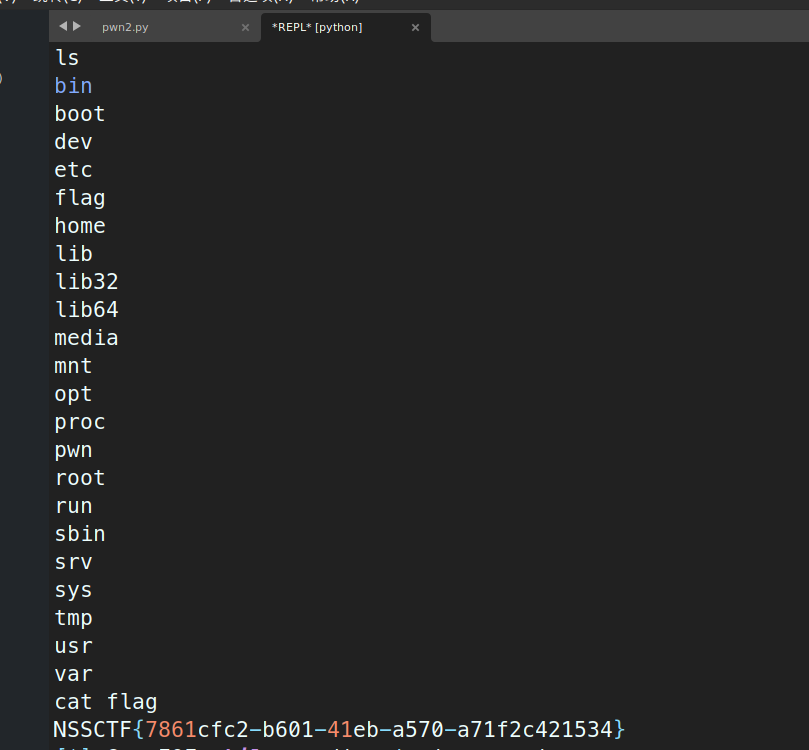 pwn2.py × *REPL* [python] ×
ls
bin
boot
dev
etc
flag
home
lib
lib32
lib64
media
mnt
opt
proc
pwn
root
run
sbin
srv
sys
tmp
usr
var
cat flag
NSSCTF{7861cfc2-b601-41eb-a570-a71f2c421534}